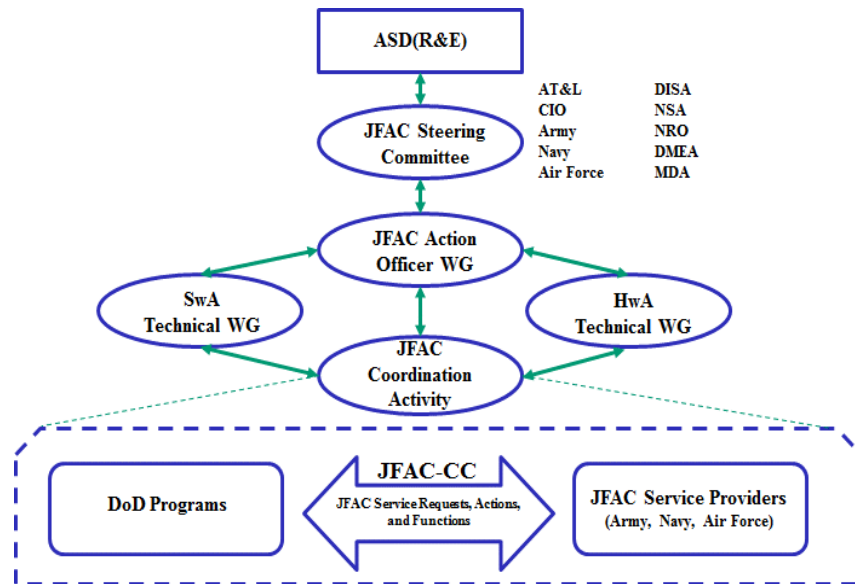 ASD(R&E)
JFAC Steering
Committee
AT&L
CIO
Army
Navy
Air Force
DISA
NSA
NRO
DMEA
MDA
JFAC Action
Officer WG
SwA
Technical WG
HwA
Technical WG
JFAC
Coordination
Activity
DoD Programs
JFAC-CC
JFAC Service Requests, Actions,
and Functions
JFAC Service Providers
(Army, Navy, Air Force)